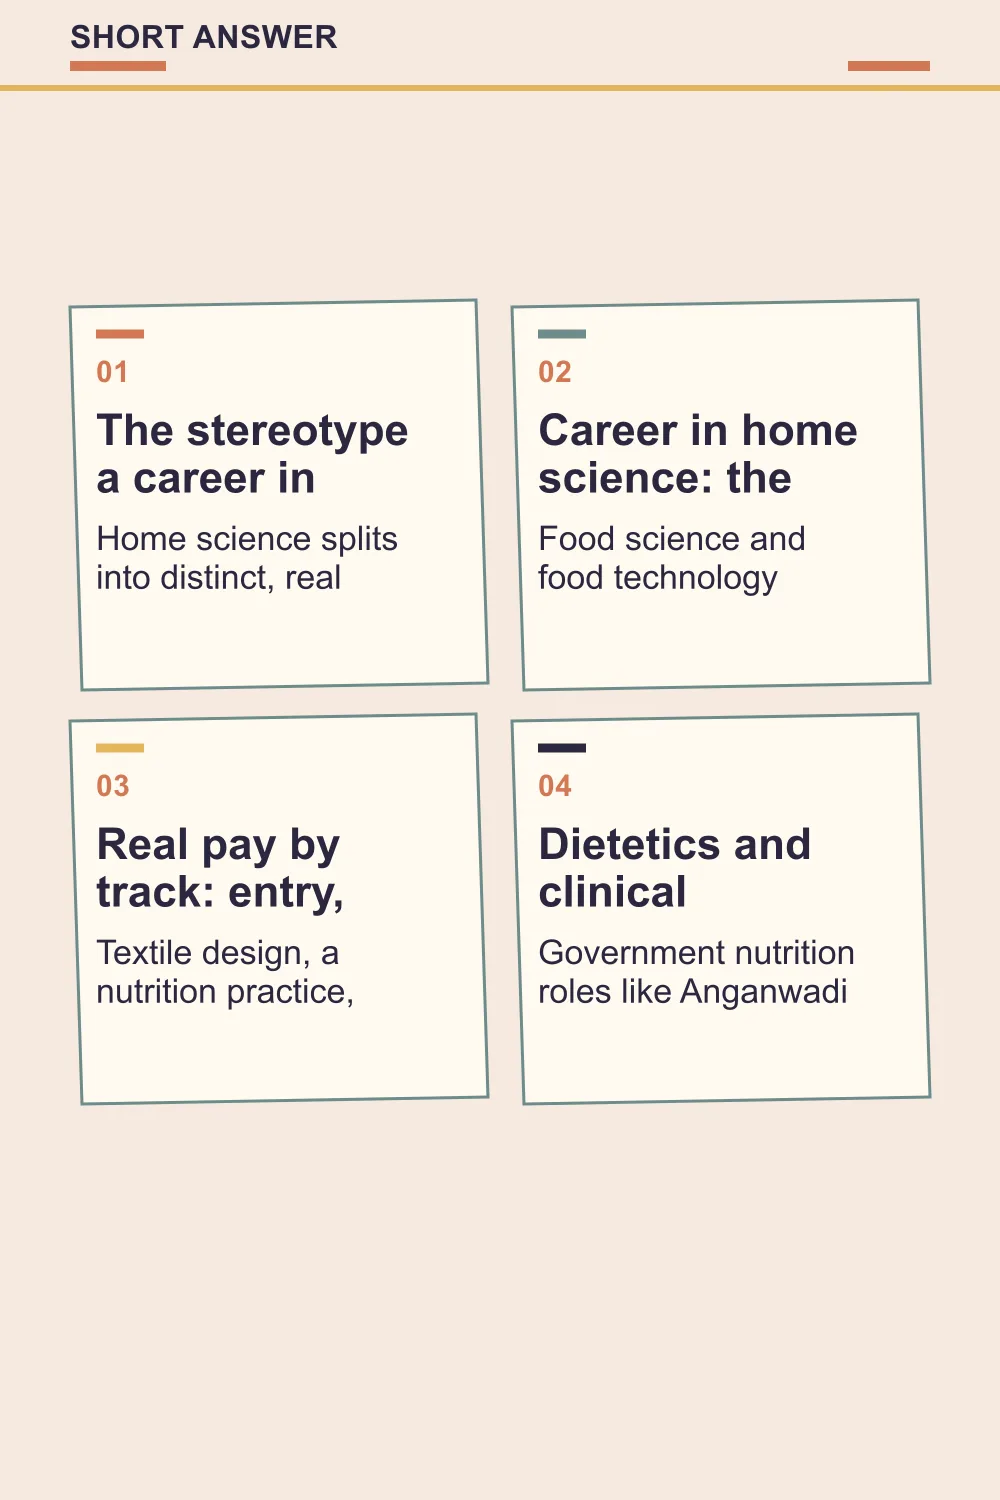 SHORT ANSWER
01
The stereotype
a career in
Home science splits
into distinct, real
02
Career in home
science: the
Food science and
food technology
03
Real pay by
track: entry,
Textile design, a
nutrition practice,
04
Dietetics and
clinical
Government nutrition
roles like Anganwadi